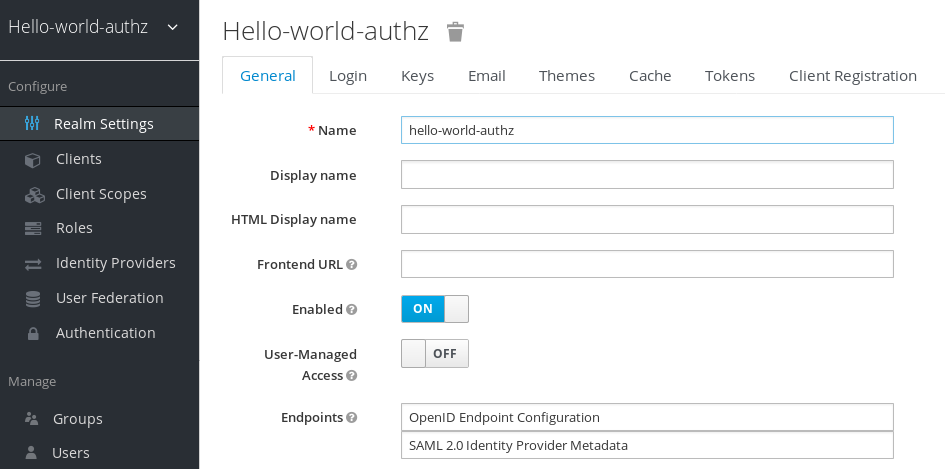 Hello-world-authz
Configure
Realm Settings
Clients
Client Scopes
Roles
Identity Providers
User Federation
Authentication
Manage
Groups
Users
Hello-world-authz
General Login Keys Email Themes Cache Tokens Client Registration
* Name hello-world-authz
Display name
HTML Display name
Frontend URL ?
Enabled ? ON
User-Managed
Access ? OFF
Endpoints ? OpenID Endpoint Configuration
SAML 2.0 Identity Provider Metadata